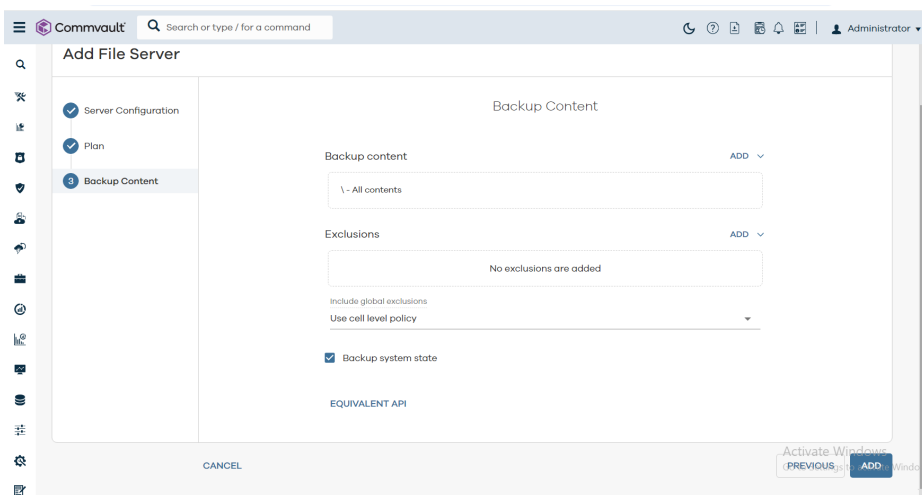 Commvault
Search or type / for a command
Administrator
Add File Server
Server Configuration
Plan
3 Backup Content
Backup Content
Backup content ADD
\ - All contents
Exclusions ADD
No exclusions are added
Include global exclusions
Use cell level policy
Backup system state
EQUIVALENT API
Activate Windows
CANCEL PREVIOUS ADD